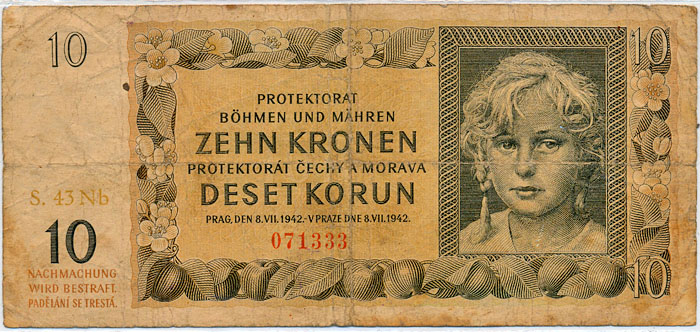 10
10
PROTEKTORAT
BÖHMEN UND MÄHREN
ZEHN KRONEN
PROTEKTORÁT ČECHY A MORAVA
DESET KORUN
PRAG, DEN 8.VII.1942.-V PRAZE DNE 8.VII.1942.
071333
S. 43 Nb
10
NACHMACHUNG
WIRD BESTRAFT.
PADĚLÁNÍ SE TRESTÁ.
10